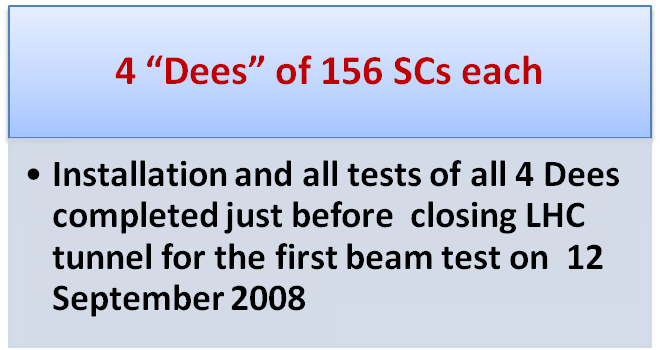 4 “Dees” of 156 SCs each
• Installation and all tests of all 4 Dees
completed just before  closing LHC
tunnel for the first beam test on  12
September 2008